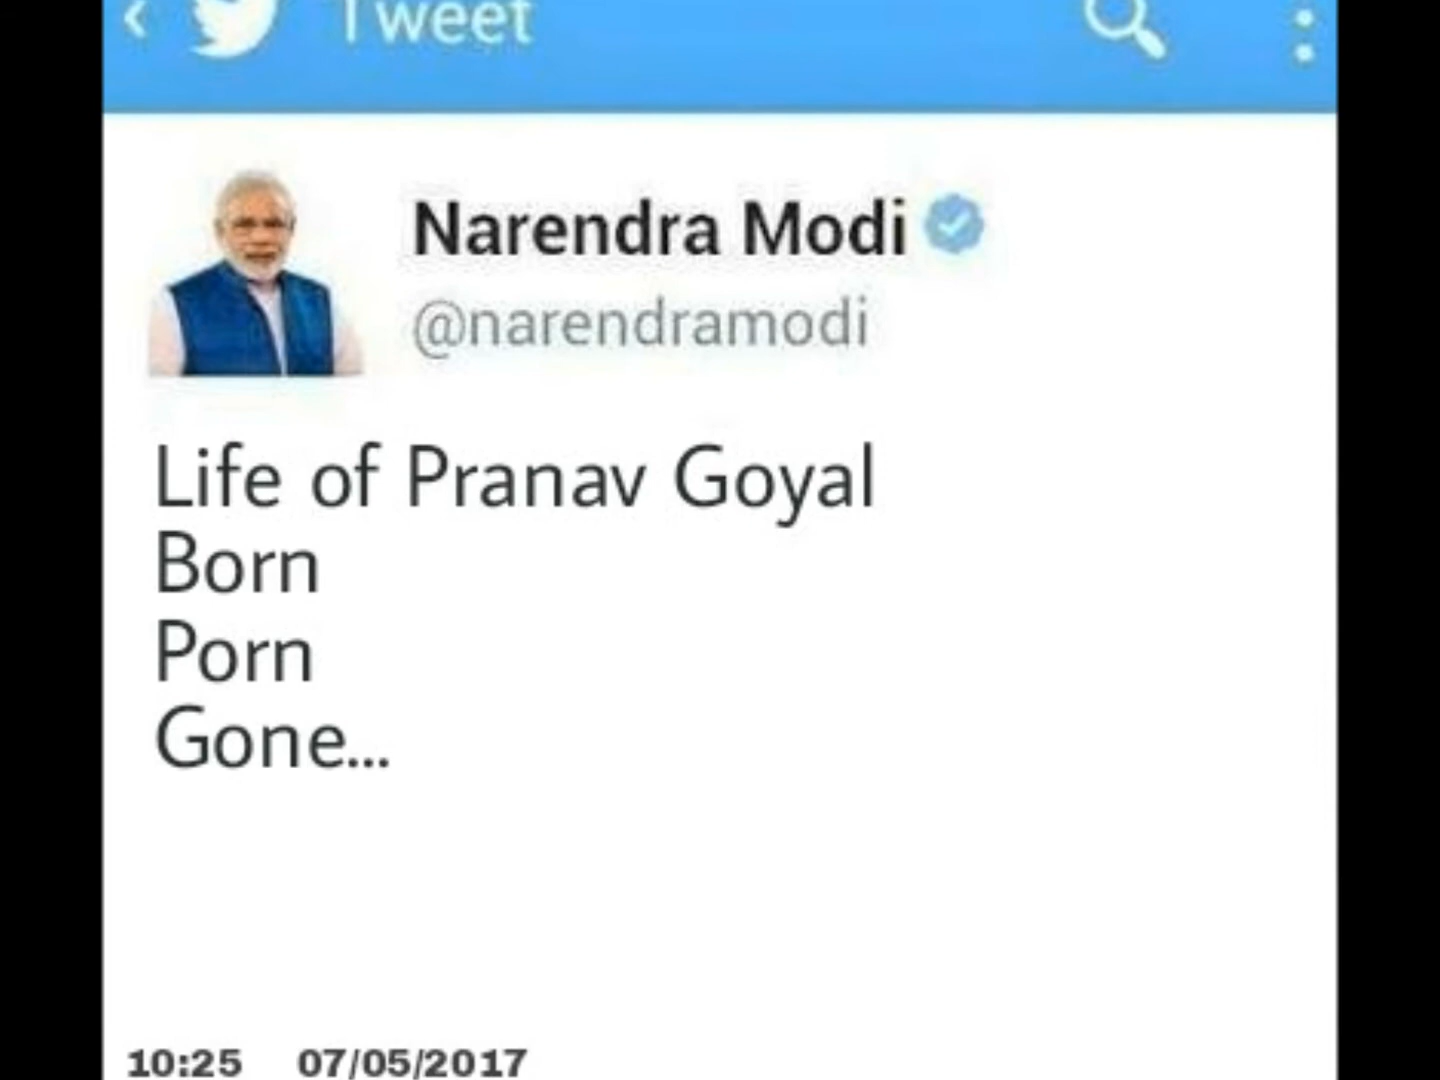 Tweet
Narendra Modi
@narendramodi
Life of Pranav Goyal
Born
Porn
Gone...
10:25 07/05/2017